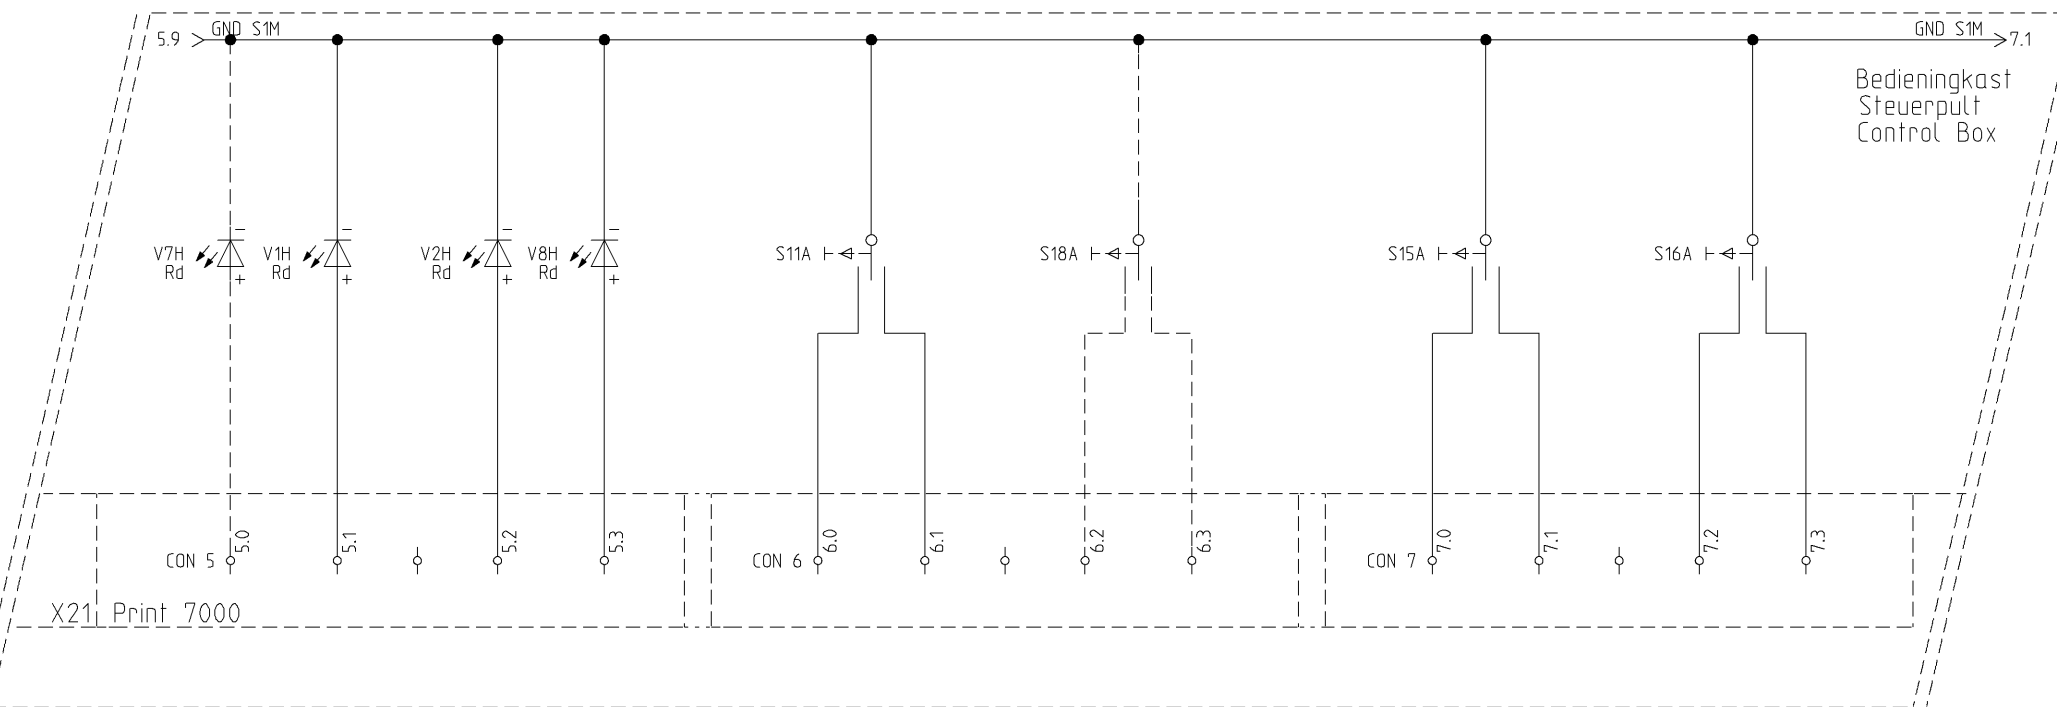 5.9 GND S1M GND S1M 7.1
Bedieningkast
Steuerpult
Control Box
V7H
Rd
-
+
V1H
Rd
-
+
V2H
Rd
-
+
V8H
Rd
-
+
S11A
S18A
S15A
S16A
CON 5
5.0
5.1
5.2
5.3
CON 6
6.0
6.1
6.2
6.3
CON 7
7.0
7.1
7.2
7.3
X21 Print 7000